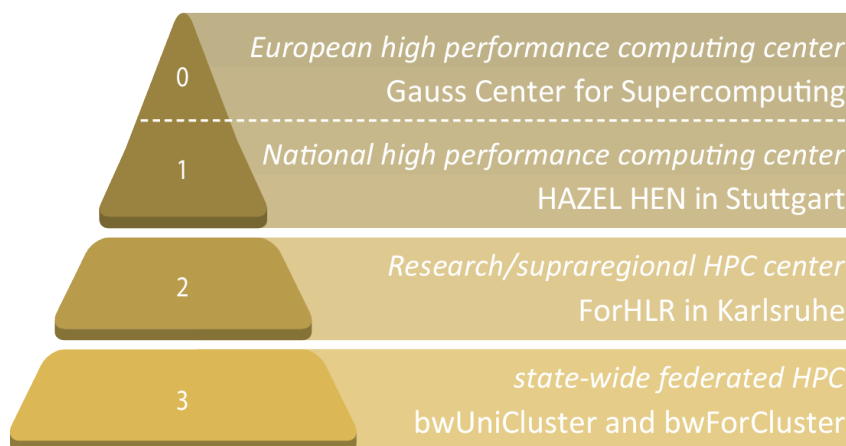 0
European high performance computing center
Gauss Center for Supercomputing
1
National high performance computing center
HAZEL HEN in Stuttgart
2
Research/supraregional HPC center
ForHLR in Karlsruhe
3
state-wide federated HPC
bwUniCluster and bwForCluster